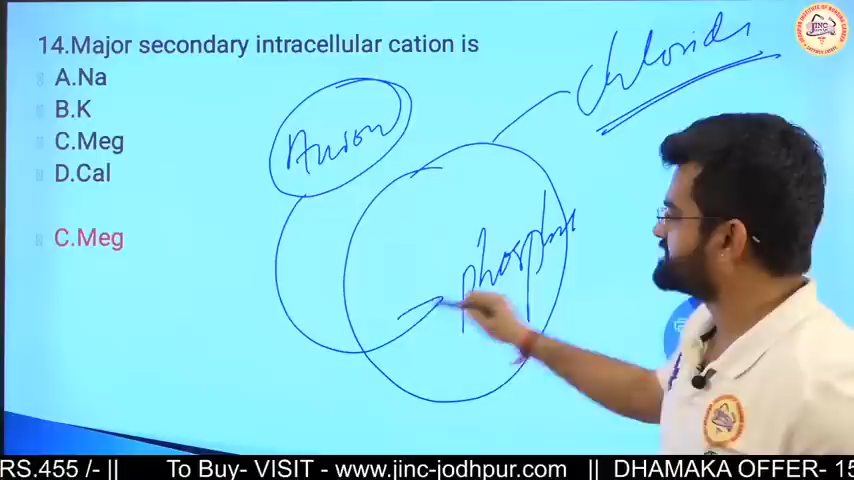 14.Major secondary intracellular cation is
A.Na
B.K
C.Meg
D.Cal
C.Meg
Anion
chloride
phosphate
JINC
RS.455 /- || To Buy- VISIT - www.jinc-jodhpur.com || DHAMAKA OFFER- 15